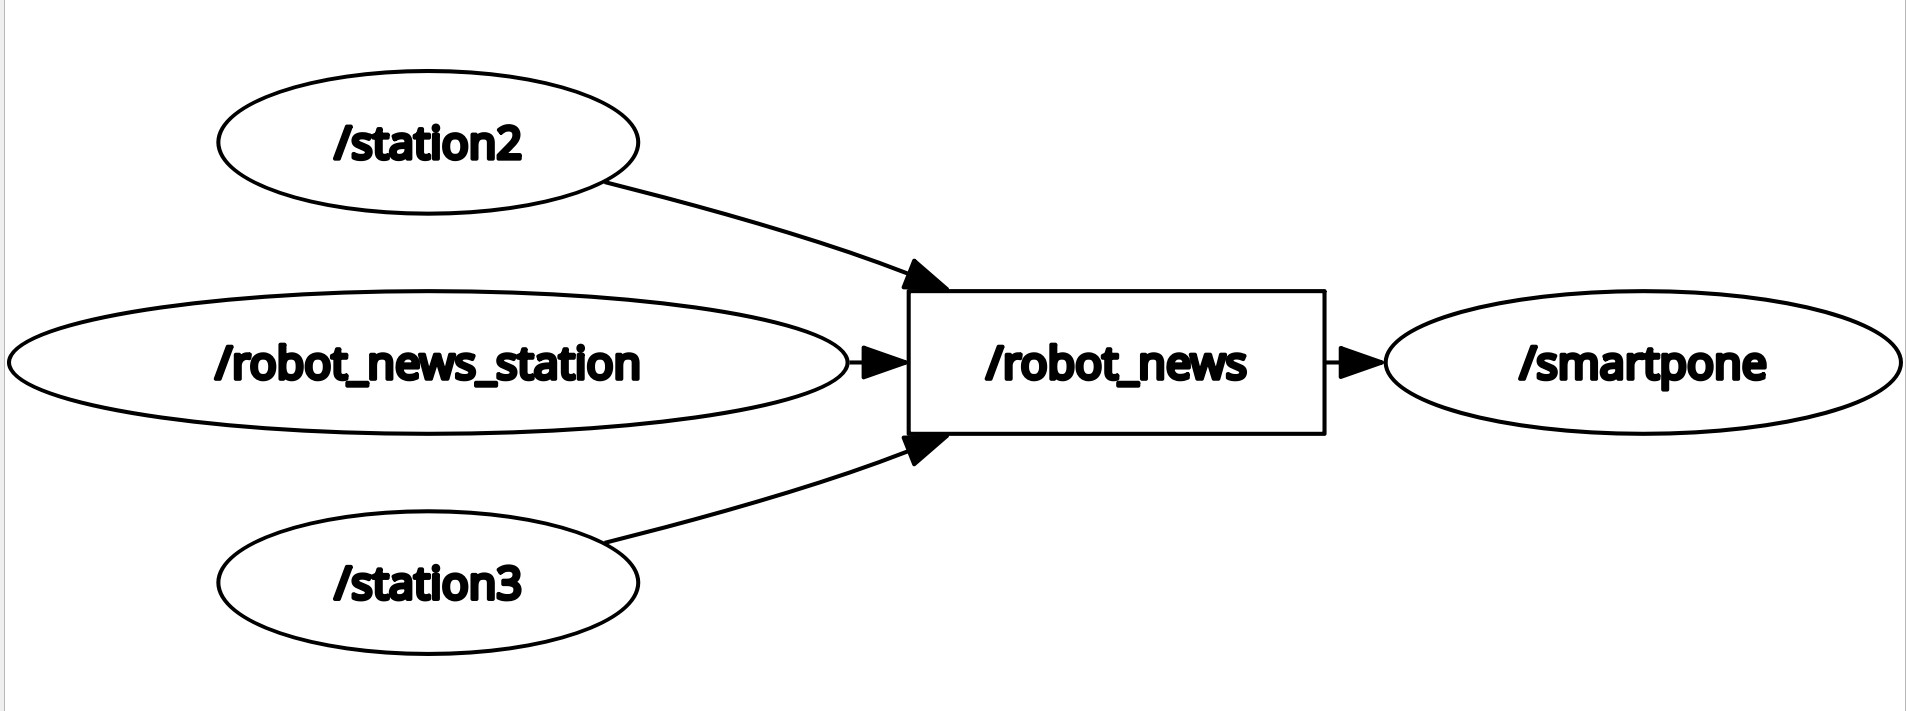 /station2
/robot_news_station
/robot_news
/smartpone
/station3